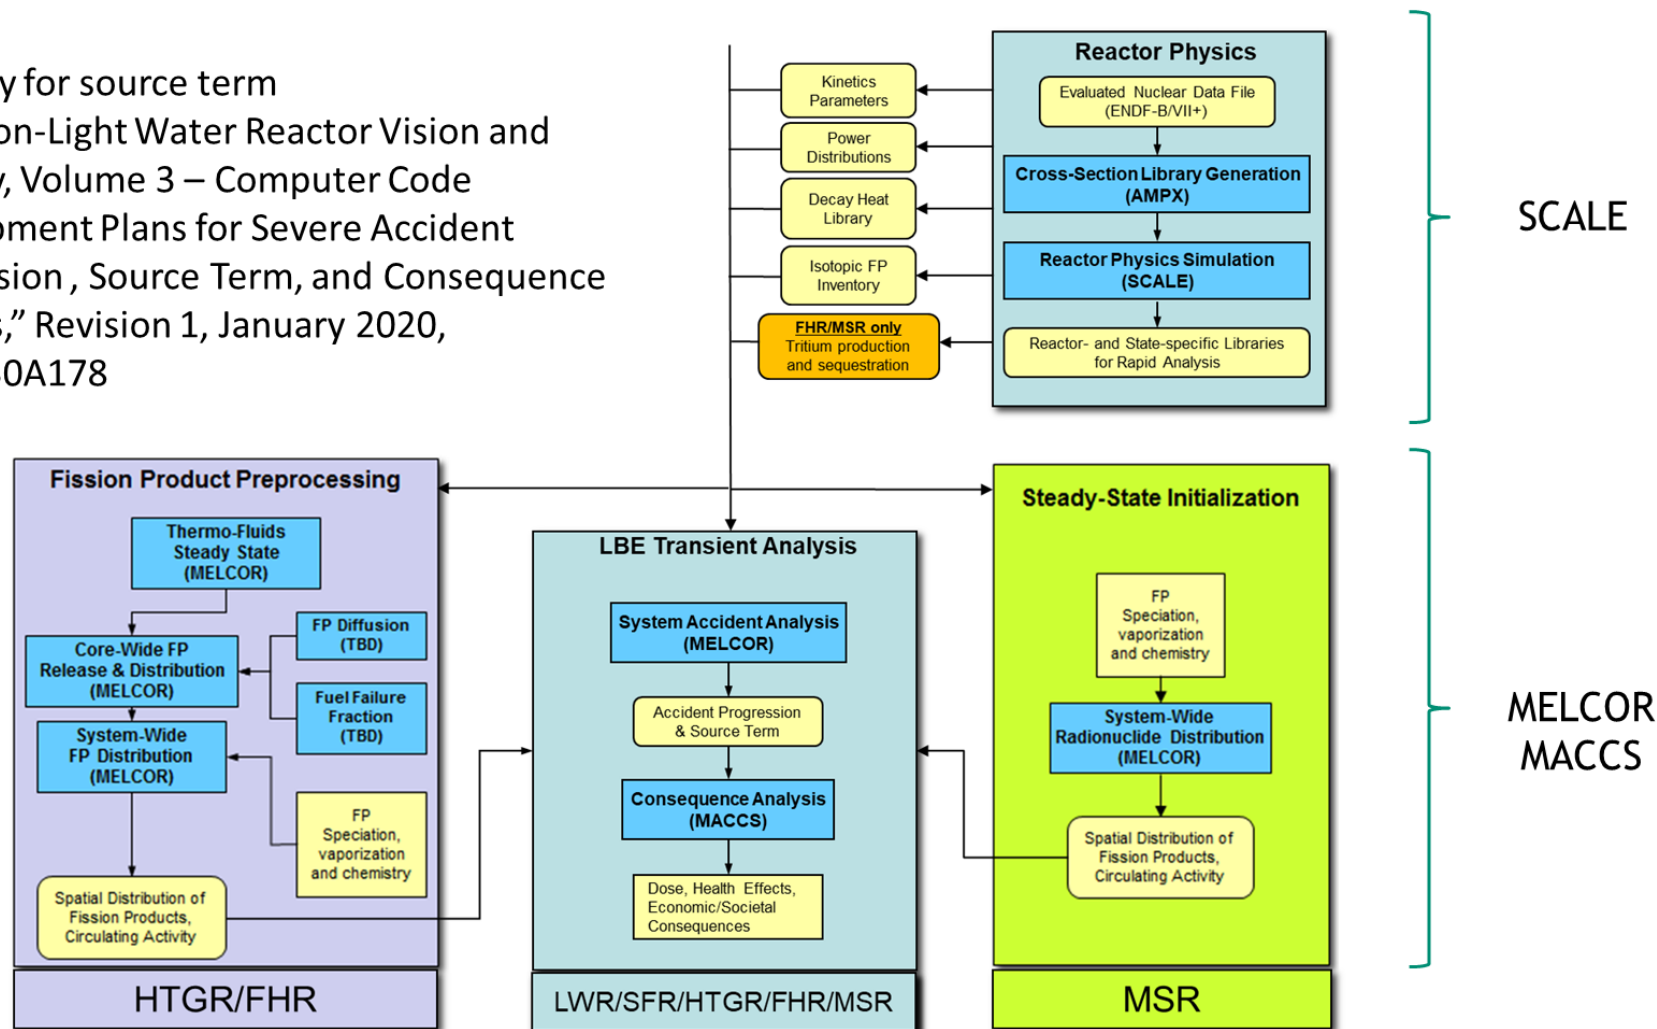 y for source term
on-Light Water Reactor Vision and
y, Volume 3 – Computer Code
pment Plans for Severe Accident
sion , Source Term, and Consequence
s,” Revision 1, January 2020,
0A178
Kinetics
Parameters
Power
Distributions
Decay Heat
Library
Isotopic FP
Inventory
FHR/MSR only
Tritium production
and sequestration
Reactor Physics
Evaluated Nuclear Data File
(ENDF-B/VII+)
Cross-Section Library Generation
(AMPX)
Reactor Physics Simulation
(SCALE)
Reactor- and State-specific Libraries
for Rapid Analysis
SCALE
Fission Product Preprocessing
Thermo-Fluids
Steady State
(MELCOR)
Core-Wide FP
Release & Distribution
(MELCOR)
FP Diffusion
(TBD)
Fuel Failure
Fraction
(TBD)
System-Wide
FP Distribution
(MELCOR)
FP
Speciation,
vaporization
and chemistry
Spatial Distribution of
Fission Products,
Circulating Activity
HTGR/FHR
LBE Transient Analysis
System Accident Analysis
(MELCOR)
Accident Progression
& Source Term
Consequence Analysis
(MACCS)
Dose, Health Effects,
Economic/Societal
Consequences
LWR/SFR/HTGR/FHR/MSR
Steady-State Initialization
FP
Speciation,
vaporization
and chemistry
System-Wide
Radionuclide Distribution
(MELCOR)
Spatial Distribution of
Fission Products,
Circulating Activity
MSR
MELCOR
MACCS